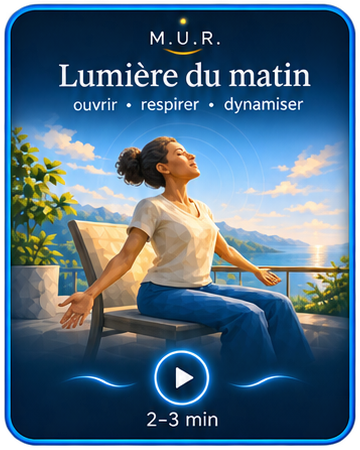 M.U.R.
Lumière du matin
ouvrir • respirer • dynamiser
2–3 min